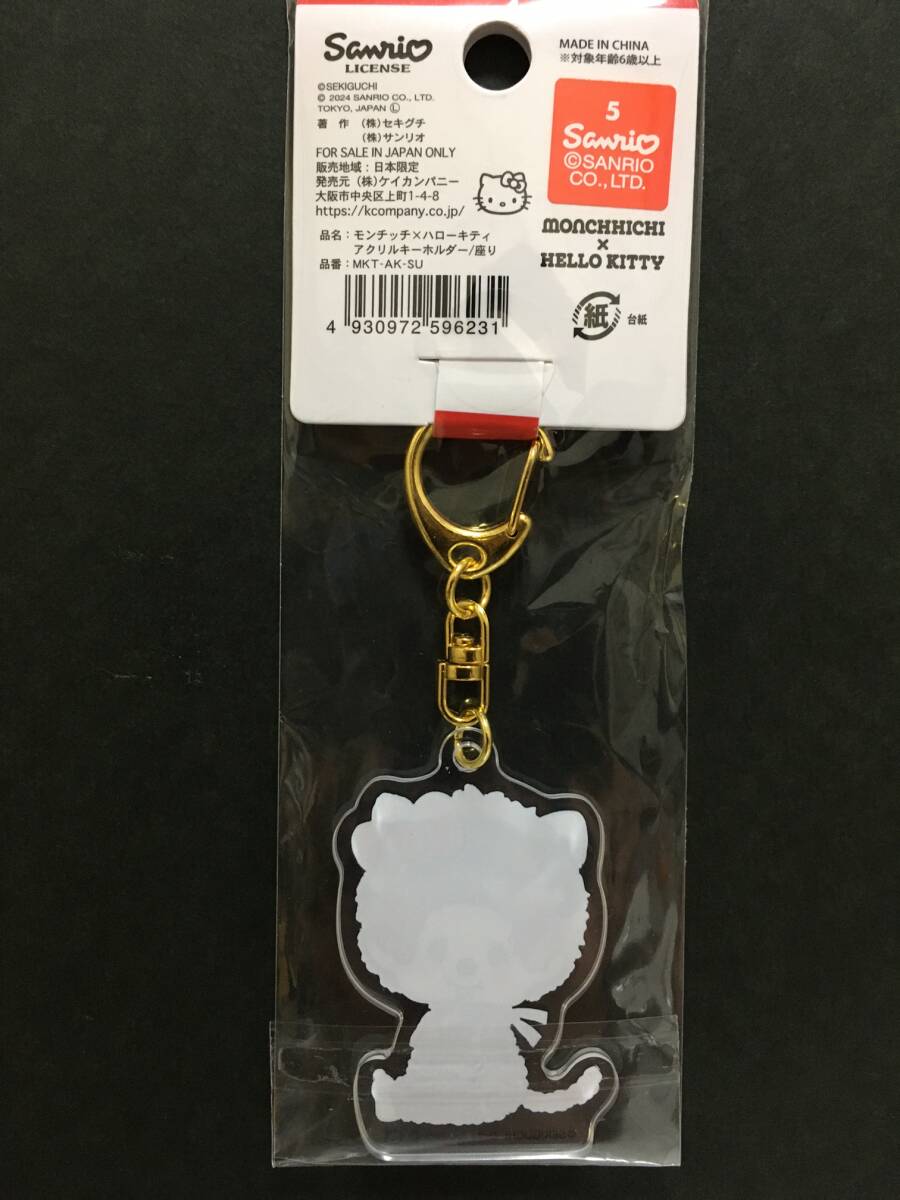 Sanrio
LICENSE
©SEKIGUCHI
© 2024 SANRIO CO., LTD.
TOKYO, JAPAN Ⓛ
著 作 (株)セキグチ
(株)サンリオ
FOR SALE IN JAPAN ONLY
販売地域:日本限定
発売元 (株)ケイカンパニー
大阪市中央区上町1-4-8
https://kcompany.co.jp/
品名:モンチッチ×ハローキティ
アクリルキーホルダー/座り
品番:MKT-AK-SU
4 930972 596231
MADE IN CHINA
※対象年齢6歳以上
5
Sanrio
©SANRIO
CO., LTD.
MONCHHICHI
×
HELLO KITTY
紙 台紙